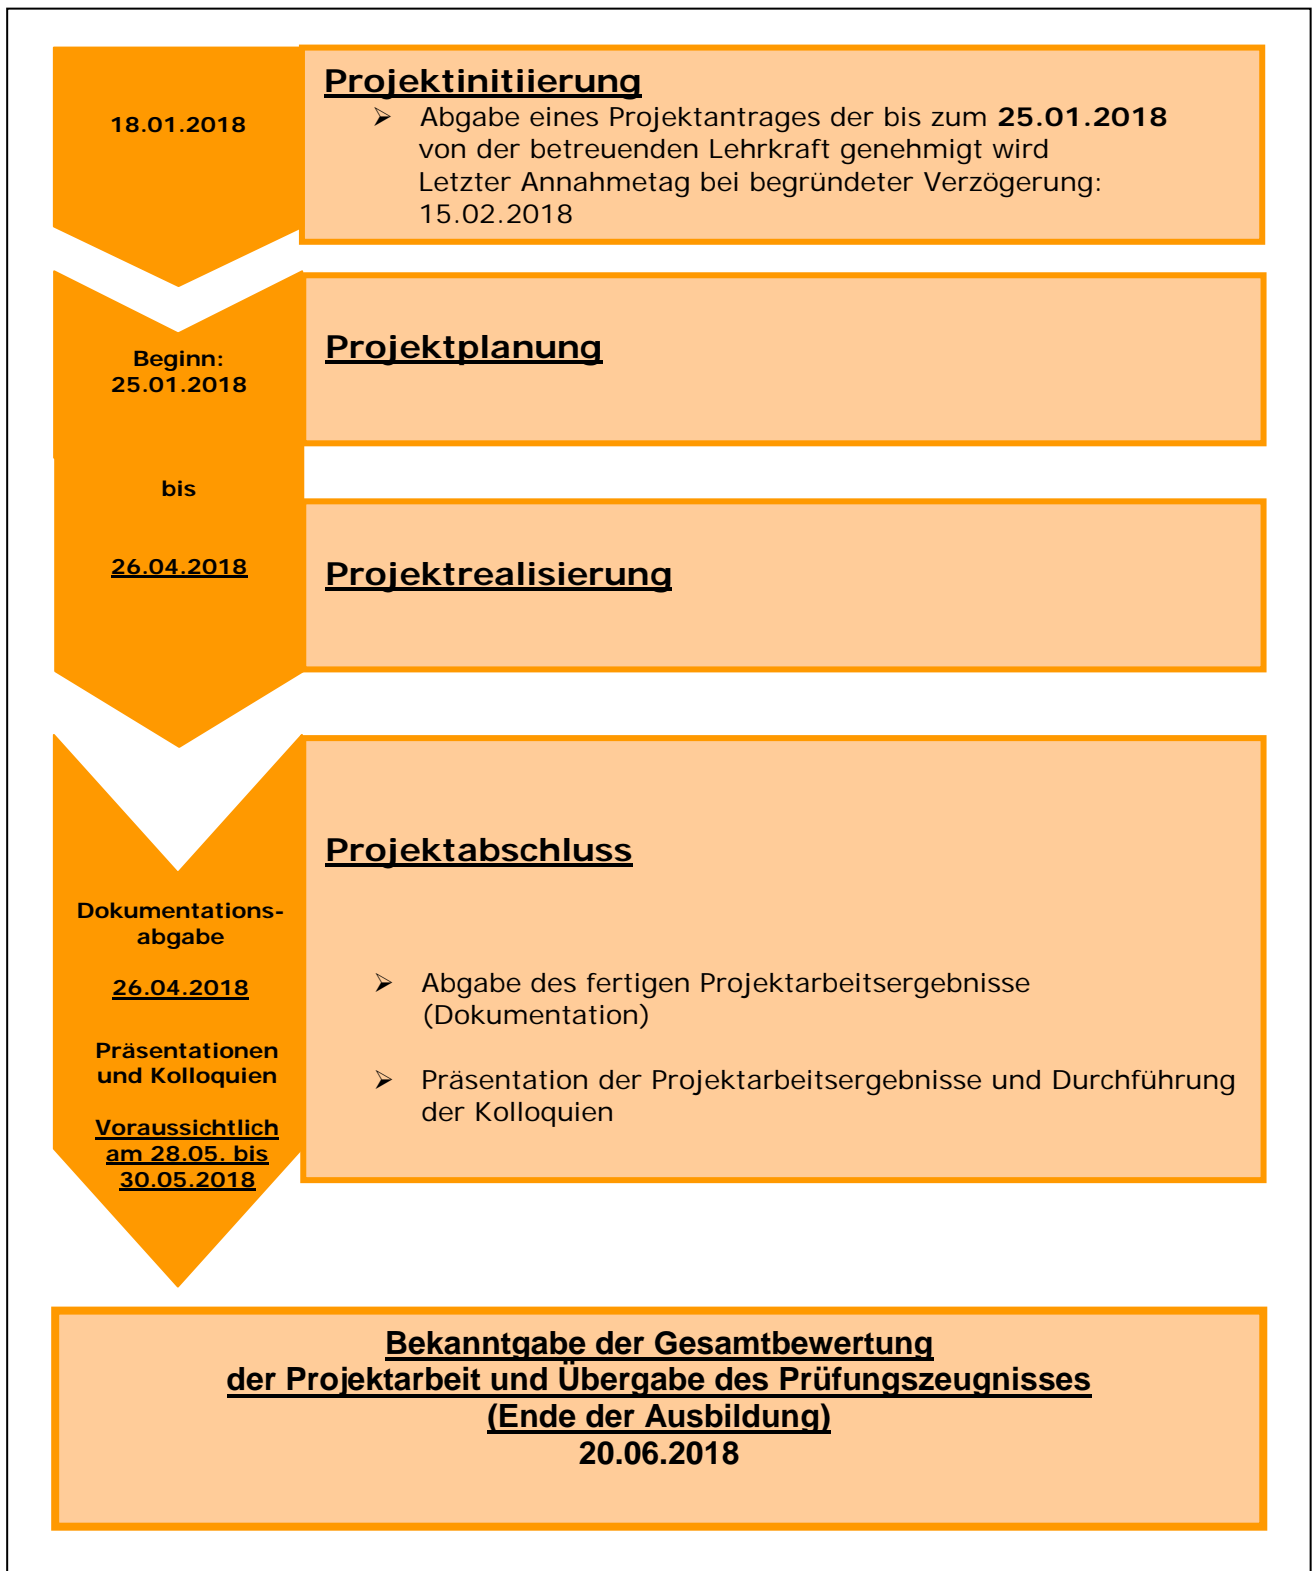 18.01.2018
Projektinitiierung
➢ Abgabe eines Projektantrages der bis zum 25.01.2018
von der betreuenden Lehrkraft genehmigt wird
Letzter Annahmetag bei begründeter Verzögerung:
15.02.2018
Beginn:
25.01.2018
bis
26.04.2018
Projektplanung
Projektrealisierung
Dokumentations-
abgabe
26.04.2018
Präsentationen
und Kolloquien
Voraussichtlich
am 28.05. bis
30.05.2018
Projektabschluss
➢ Abgabe des fertigen Projektarbeitsergebnisse
(Dokumentation)
➢ Präsentation der Projektarbeitsergebnisse und Durchführung
der Kolloquien
Bekanntgabe der Gesamtbewertung
der Projektarbeit und Übergabe des Prüfungszeugnisses
(Ende der Ausbildung)
20.06.2018